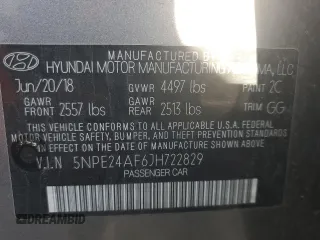 MANUFACTURED BY
HYUNDAI MOTOR MANUFACTURING ALABAMA, LLC
Jun/20/18 GVWR 4497 lbs PAINT 2C
GAWR FRONT 2557 lbs GAWR REAR 2513 lbs TRIM GG
THIS VEHICLE CONFORMS TO ALL APPLICABLE U.S.A FEDERAL MOTOR
VEHICLE SAFETY, BUMPER, AND THEFT PREVENTION STANDARDS IN
EFFECT ON THE DATE OF MANUFACTURE SHOWN ABOVE.
V.I.N 5NPE24AF6JH722829
PASSENGER CAR
DREAMBID